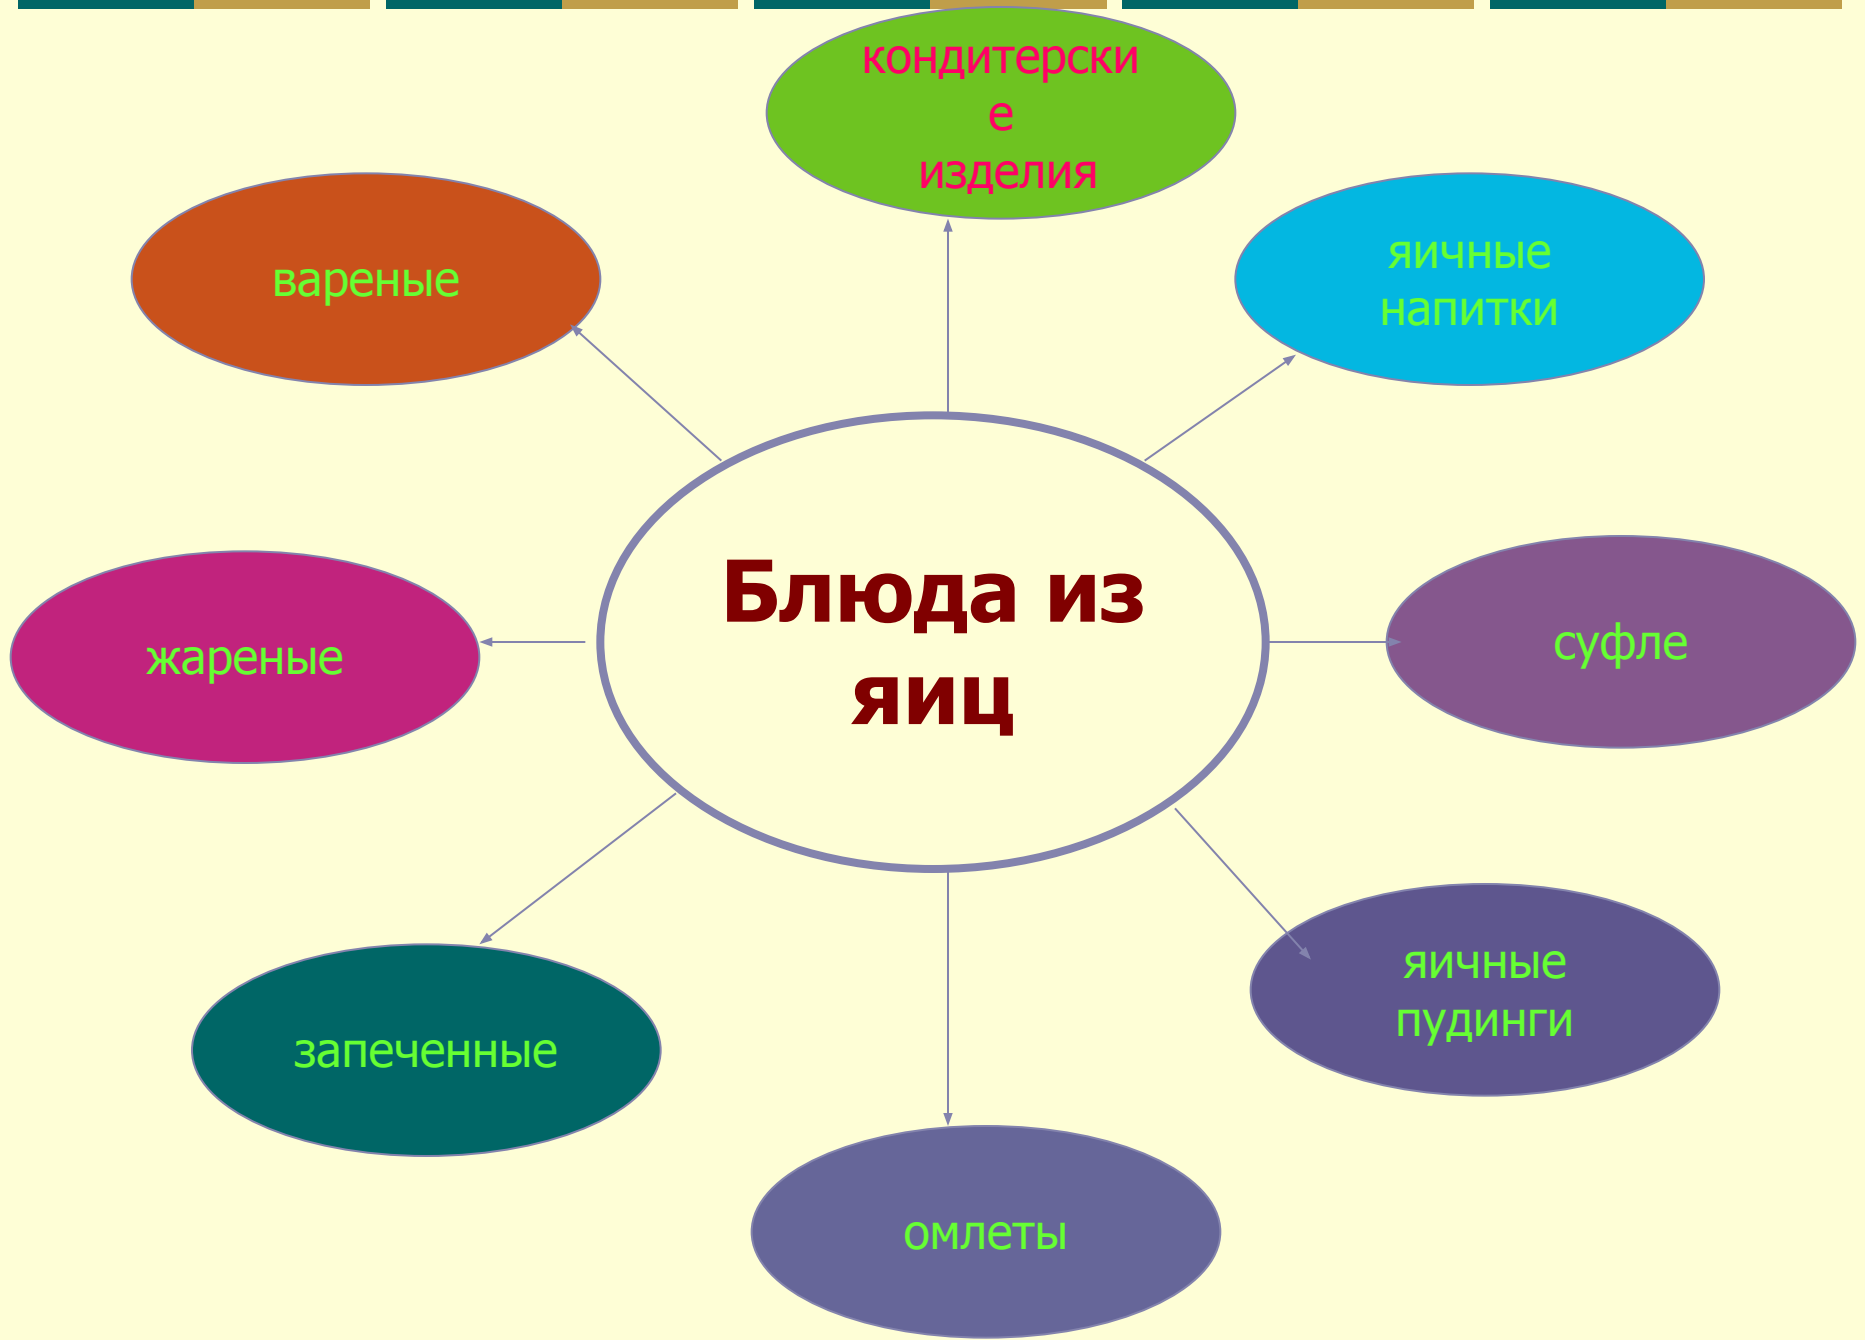 кондитерски
е
изделия
вареные
яичные
напитки
Блюда из
яиц
жареные
суфле
яичные
пудинги
запеченные
омлеты